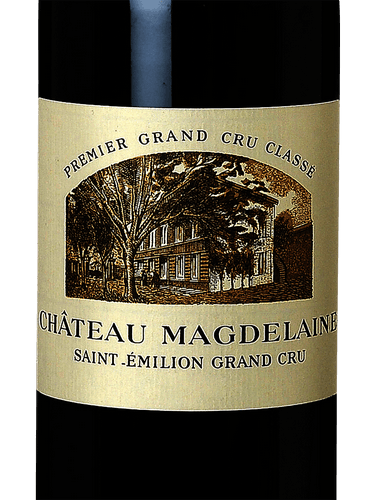 PREMIER GRAND CRU CLASSÉ
CHÂTEAU MAGDELAINE
SAINT-ÉMILION GRAND CRU